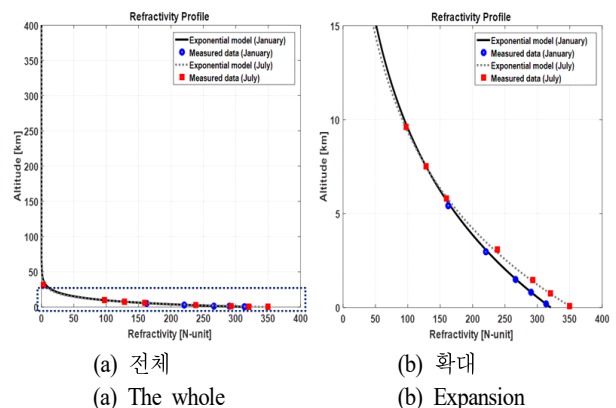 Refractivity Profile
Exponential model (January)
Measured data (January)
Exponential model (July)
Measured data (July)
Altitude [km]
400
350
300
250
200
150
100
50
0
0 50 100 150 200 250 300 350 400
Refractivity [N-unit]
(a) 전체
(a) The whole
Refractivity Profile
Exponential model (January)
Measured data (January)
Exponential model (July)
Measured data (July)
Altitude [km]
15
10
5
0
0 50 100 150 200 250 300 350 400
Refractivity [N-unit]
(b) 확대
(b) Expansion